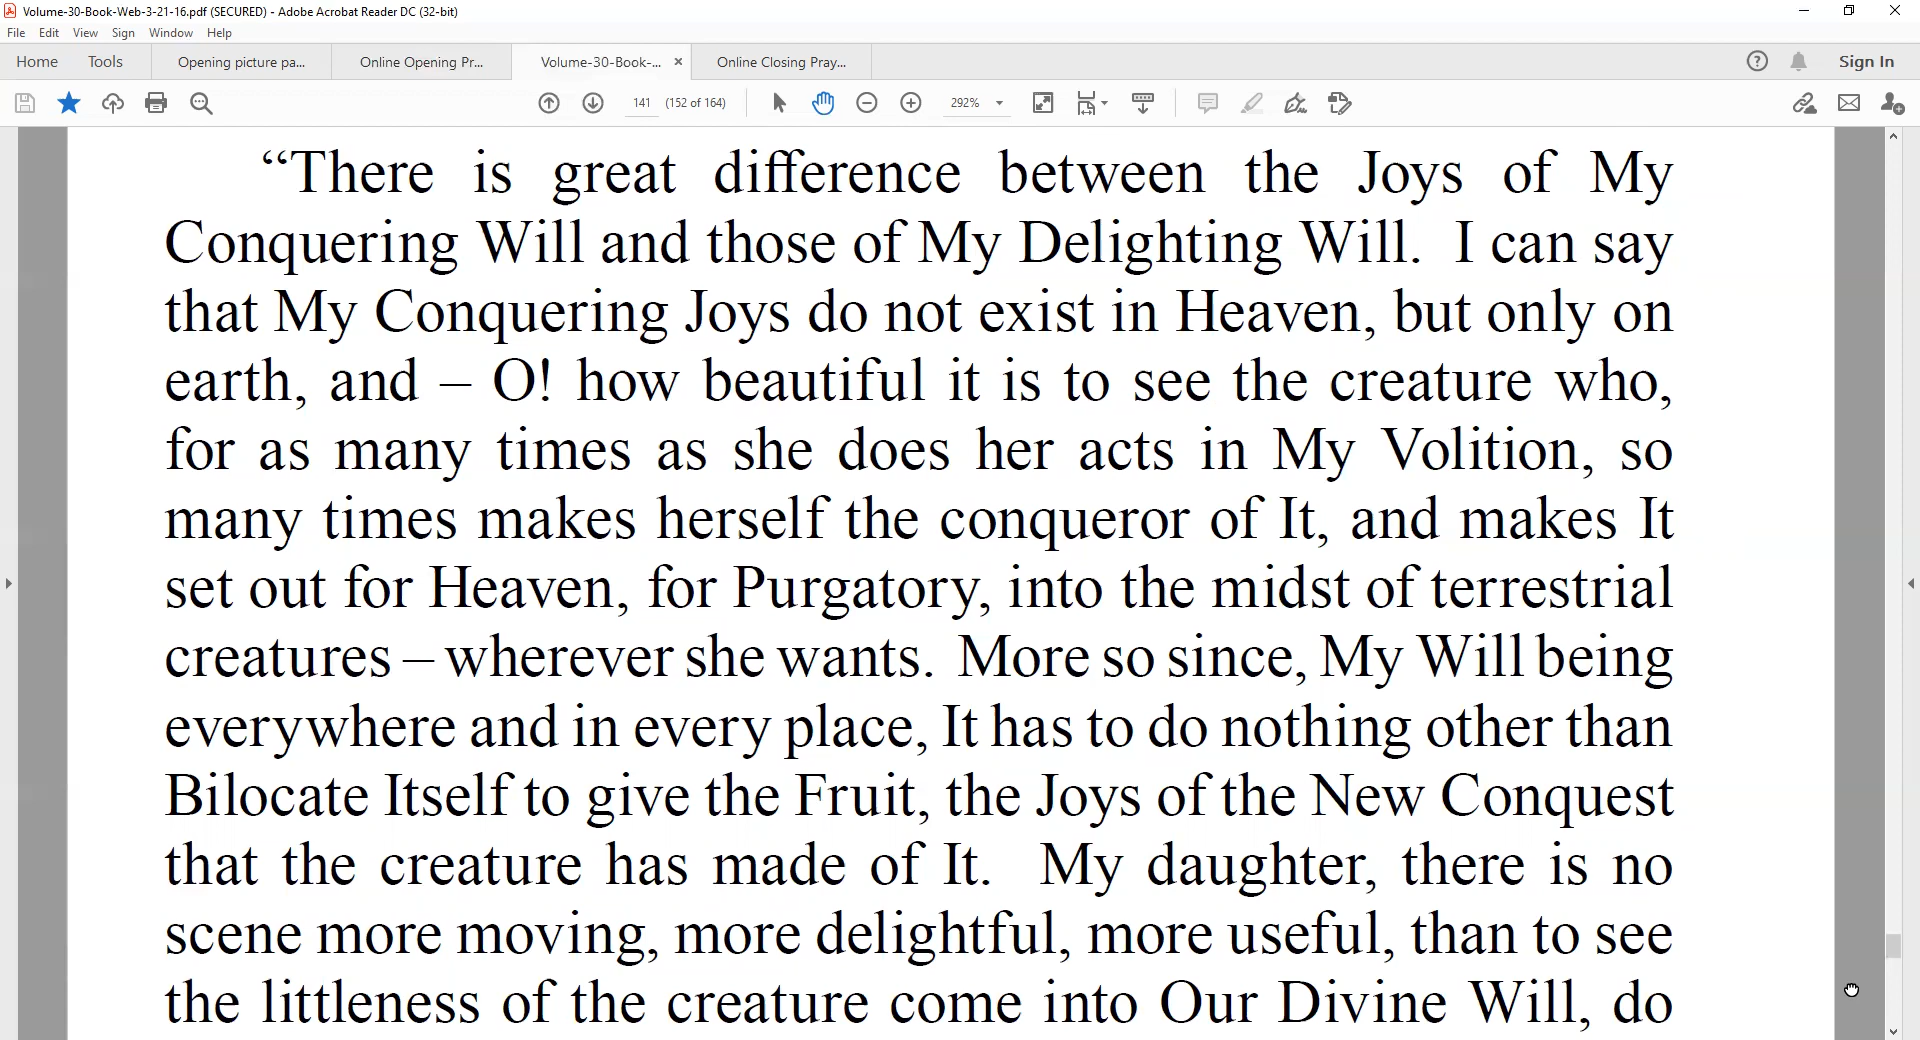 Volume-30-Book-Web-3-21-16.pdf (SECURED) - Adobe Acrobat Reader DC (32-bit)
File Edit View Sign Window Help
Home Tools Opening picture pa... Online Opening Pr... Volume-30-Book-... × Online Closing Pray... Sign In
141 (152 of 164) 292%
“There is great difference between the Joys of My
Conquering Will and those of My Delighting Will. I can say
that My Conquering Joys do not exist in Heaven, but only on
earth, and – O! how beautiful it is to see the creature who,
for as many times as she does her acts in My Volition, so
many times makes herself the conqueror of It, and makes It
set out for Heaven, for Purgatory, into the midst of terrestrial
creatures – wherever she wants. More so since, My Will being
everywhere and in every place, It has to do nothing other than
Bilocate Itself to give the Fruit, the Joys of the New Conquest
that the creature has made of It. My daughter, there is no
scene more moving, more delightful, more useful, than to see
the littleness of the creature come into Our Divine Will, do